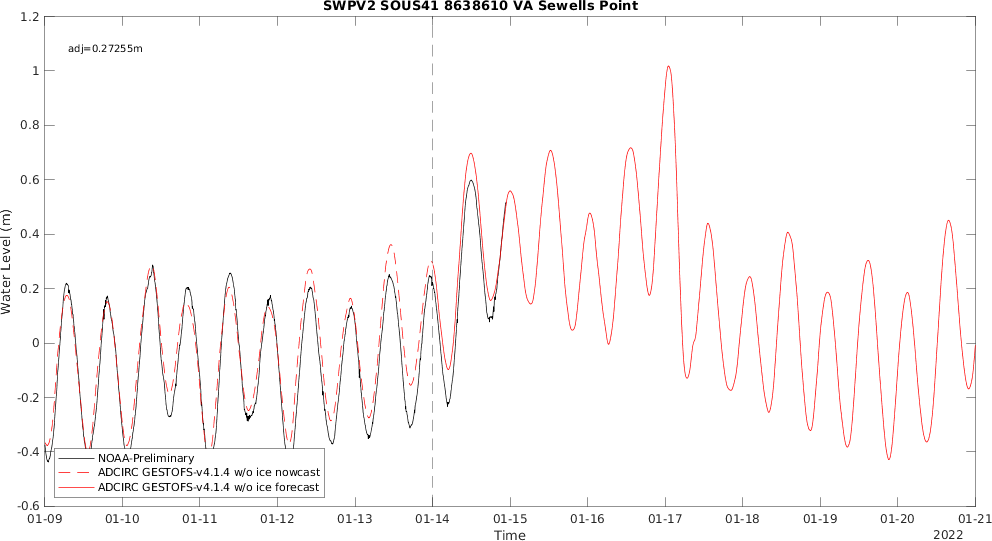 SWPV2 SOUS41 8638610 VA Sewells Point
1.2
adj=0.27255m
1
0.8
0.6
0.4
0.2
0
-0.2
-0.4
-0.6
Water Level (m)
NOAA-Preliminary
ADCIRC GESTOFS-v4.1.4 w/o ice nowcast
ADCIRC GESTOFS-v4.1.4 w/o ice forecast
01-09 01-10 01-11 01-12 01-13 01-14 01-15 01-16 01-17 01-18 01-19 01-20 01-21
Time
2022